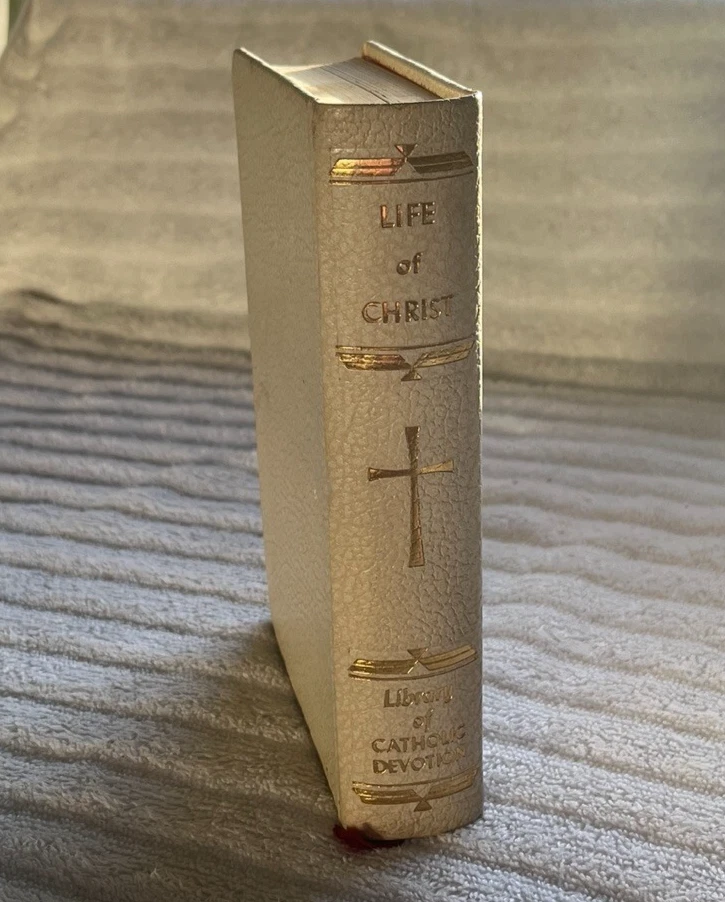 LIFE
of
CHRIST
Library
of
CATHOLIC
DEVOTION